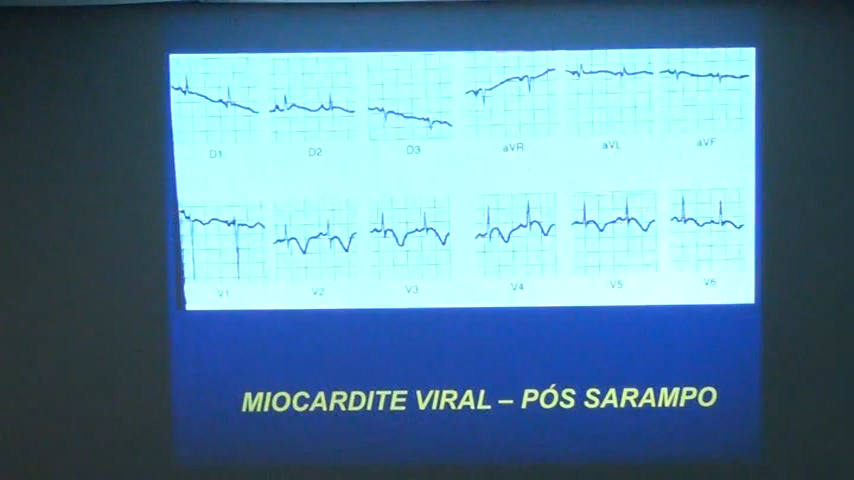 D1 D2 D3 aVR aVL aVF
V1 V2 V3 V4 V5 V6
MIOCARDITE VIRAL – PÓS SARAMPO